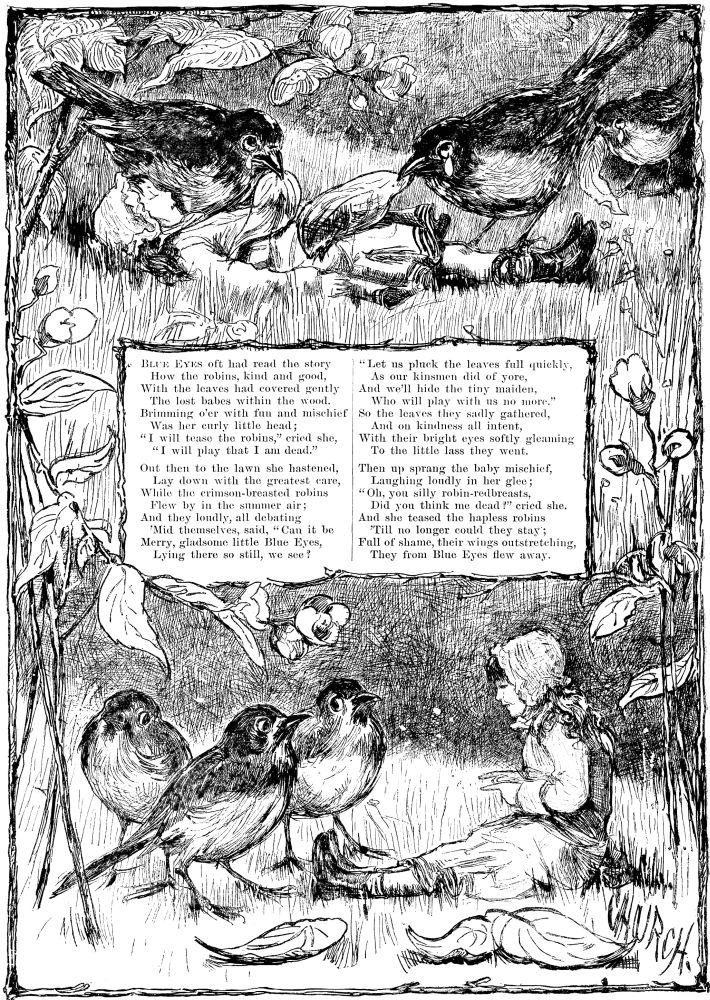 BLUE EYES oft had read the story
How the robins, kind and good,
With the leaves had covered gently
The lost babes within the wood.
Brimming o'er with fun and mischief
Was her curly little head;
"I will tease the robins," cried she,
"I will play that I am dead."
Out then to the lawn she hastened,
Lay down with the greatest care,
While the crimson-breasted robins
Flew by in the summer air;
And they loudly, all debating
'Mid themselves, said, "Can it be
Merry, gladsome little Blue Eyes,
Lying there so still, we see?
"Let us pluck the leaves full quickly,
As our kinsmen did of yore,
And we'll hide the tiny maiden,
Who will play with us no more."
So the leaves they sadly gathered,
And on kindness all intent,
With their bright eyes softly gleaming
To the little lass they went.
Then up sprang the baby mischief,
Laughing loudly in her glee;
"Oh, you silly robin-redbreasts,
Did you think me dead?" cried she.
And she teased the hapless robins
'Till no longer could they stay;
Full of shame, their wings outstretching,
They from Blue Eyes flew away.
CHURCH.